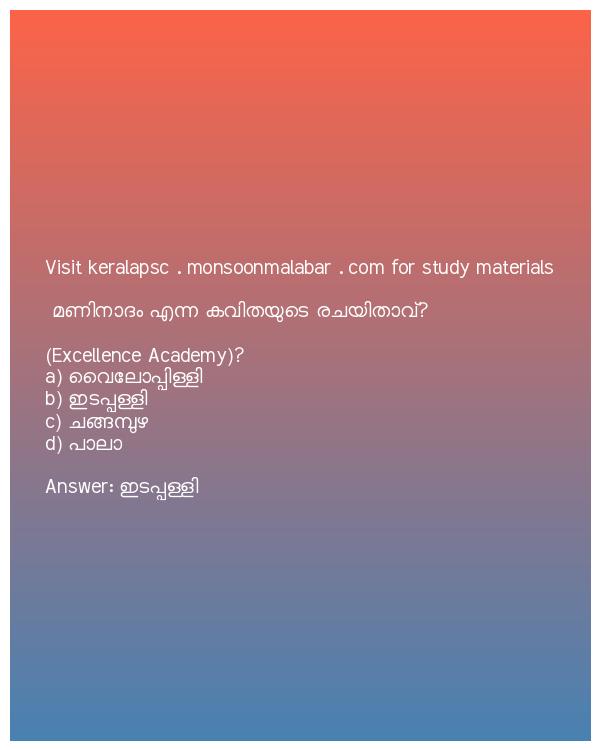 Visit keralapsc . monsoonmalabar . com for study materials
മണിനാദം എന്ന കവിതയുടെ രചയിതാവ്?
(Excellence Academy)?
a) വൈലോപ്പിള്ളി
b) ഇടപ്പള്ളി
c) ചങ്ങമ്പുഴ
d) പാലാ
Answer: ഇടപ്പള്ളി